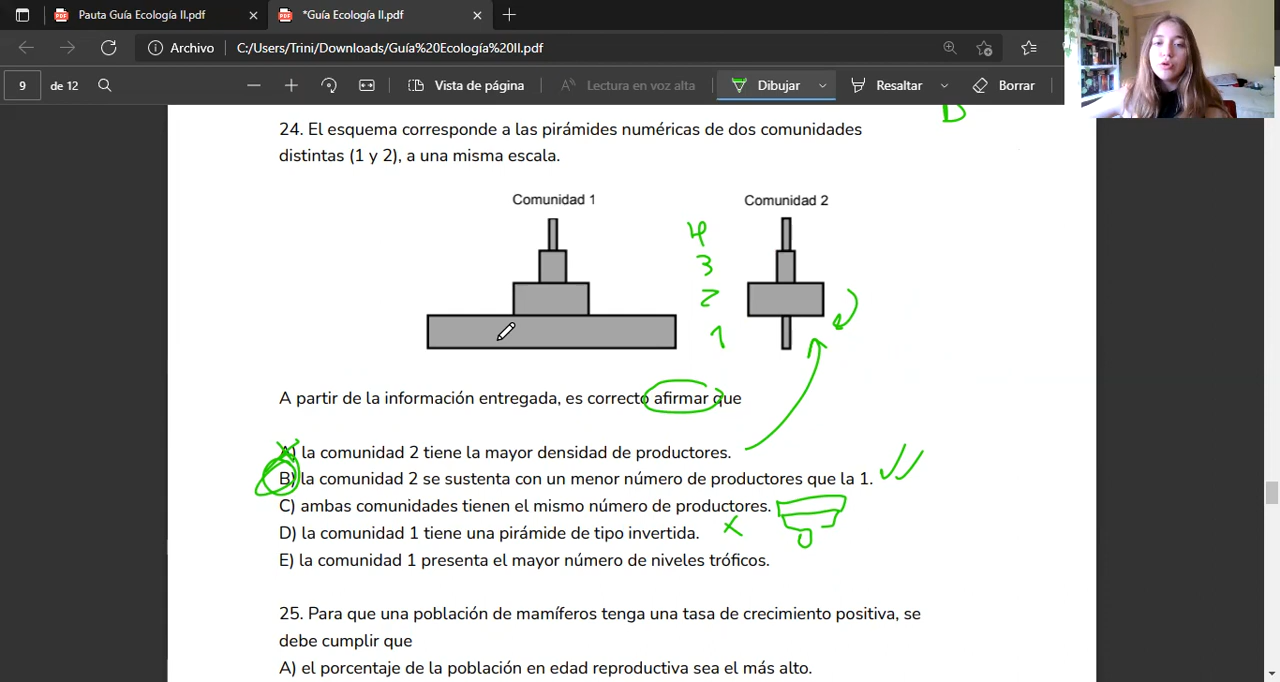 Pauta Guía Ecología II.pdf
*Guía Ecología II.pdf
Archivo
C:/Users/Trini/Downloads/Guía%20Ecología%20II.pdf
9
de 12
Vista de página
Lectura en voz alta
Dibujar
Resaltar
Borrar
D
24. El esquema corresponde a las pirámides numéricas de dos comunidades
distintas (1 y 2), a una misma escala.
Comunidad 1
Comunidad 2
4
3
2
1
A partir de la información entregada, es correcto afirmar que
A) la comunidad 2 tiene la mayor densidad de productores.
B) la comunidad 2 se sustenta con un menor número de productores que la 1.
C) ambas comunidades tienen el mismo número de productores.
D) la comunidad 1 tiene una pirámide de tipo invertida.
E) la comunidad 1 presenta el mayor número de niveles tróficos.
25. Para que una población de mamíferos tenga una tasa de crecimiento positiva, se
debe cumplir que
A) el porcentaje de la población en edad reproductiva sea el más alto.